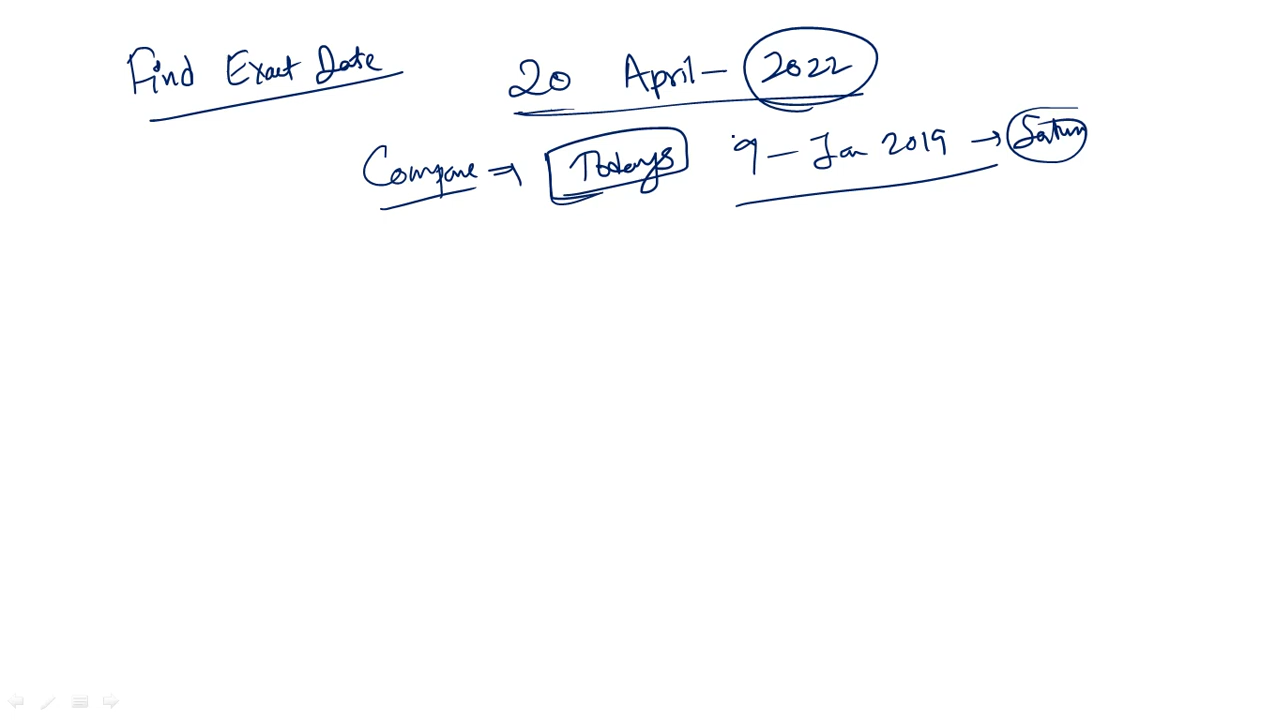 Find Exact Date 20 April - 2022
Compare ⇒ Todays 9 - Jan 2019 → Saturn